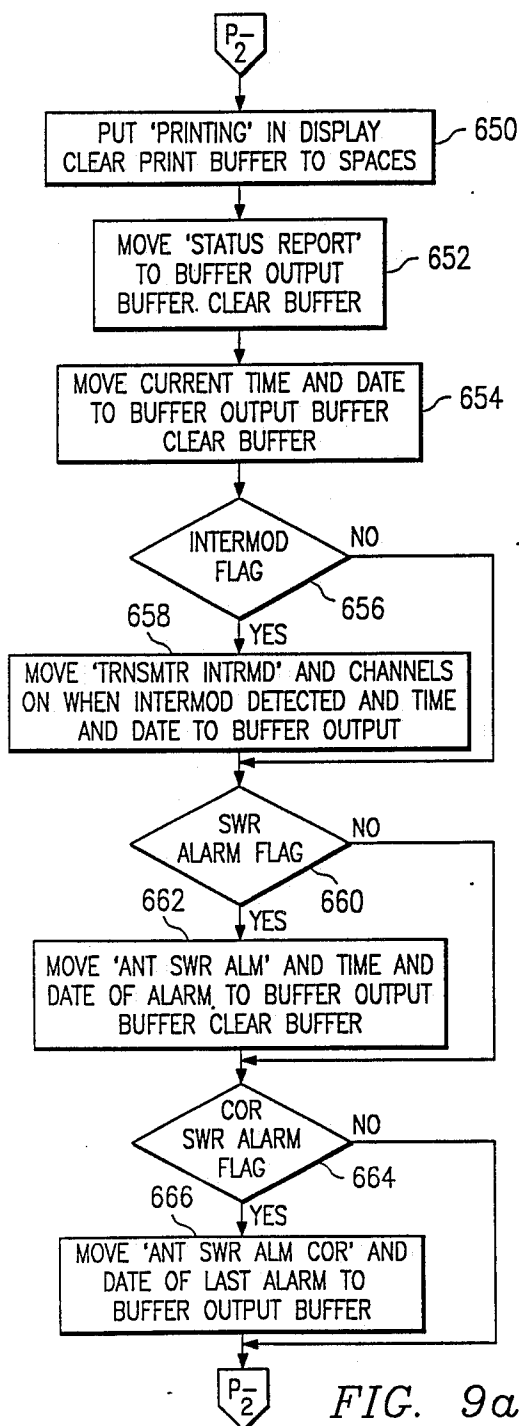 P-
2
PUT 'PRINTING' IN DISPLAY
CLEAR PRINT BUFFER TO SPACES
650
MOVE 'STATUS REPORT'
TO BUFFER OUTPUT
BUFFER. CLEAR BUFFER
652
MOVE CURRENT TIME AND DATE
TO BUFFER OUTPUT BUFFER
CLEAR BUFFER
654
INTERMOD
FLAG
NO
656
658
YES
MOVE 'TRNSMTR INTRMD' AND CHANNELS
ON WHEN INTERMOD DETECTED AND TIME
AND DATE TO BUFFER OUTPUT
SWR
ALARM FLAG
NO
660
662
YES
MOVE 'ANT SWR ALM' AND TIME AND
DATE OF ALARM TO BUFFER OUTPUT
BUFFER CLEAR BUFFER
COR
SWR ALARM
FLAG
NO
664
666
YES
MOVE 'ANT SWR ALM COR' AND
DATE OF LAST ALARM TO
BUFFER OUTPUT BUFFER
P-
2
FIG. 9a